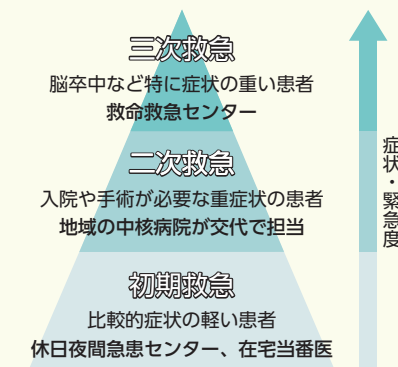 三次救急
脳卒中など特に症状の重い患者
救命救急センター
二次救急
入院や手術が必要な重症状の患者
地域の中核病院が交代で担当
初期救急
比較的症状の軽い患者
休日夜間急患センター、在宅当番医
症状・緊急度